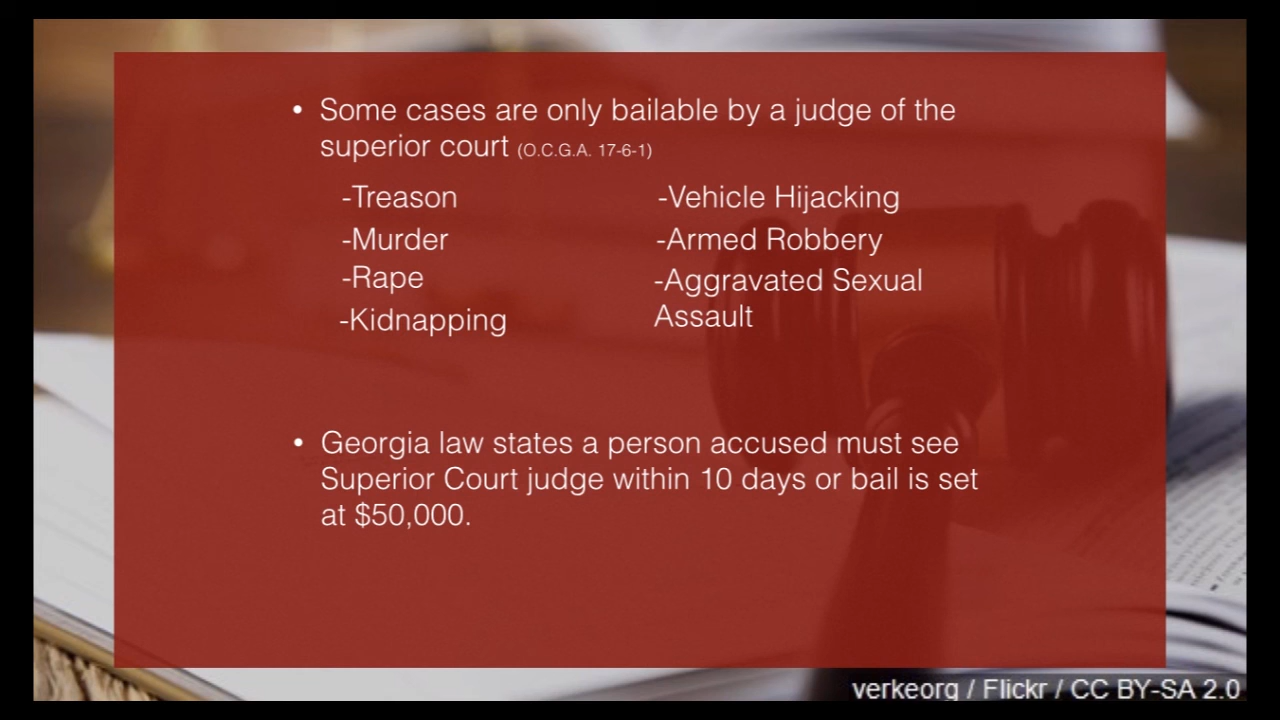 • Some cases are only bailable by a judge of the
superior court (O.C.G.A. 17-6-1)
-Treason
-Murder
-Rape
-Kidnapping
-Vehicle Hijacking
-Armed Robbery
-Aggravated Sexual
Assault
• Georgia law states a person accused must see
Superior Court judge within 10 days or bail is set
at $50,000.
verkeorg / Flickr / CC BY-SA 2.0